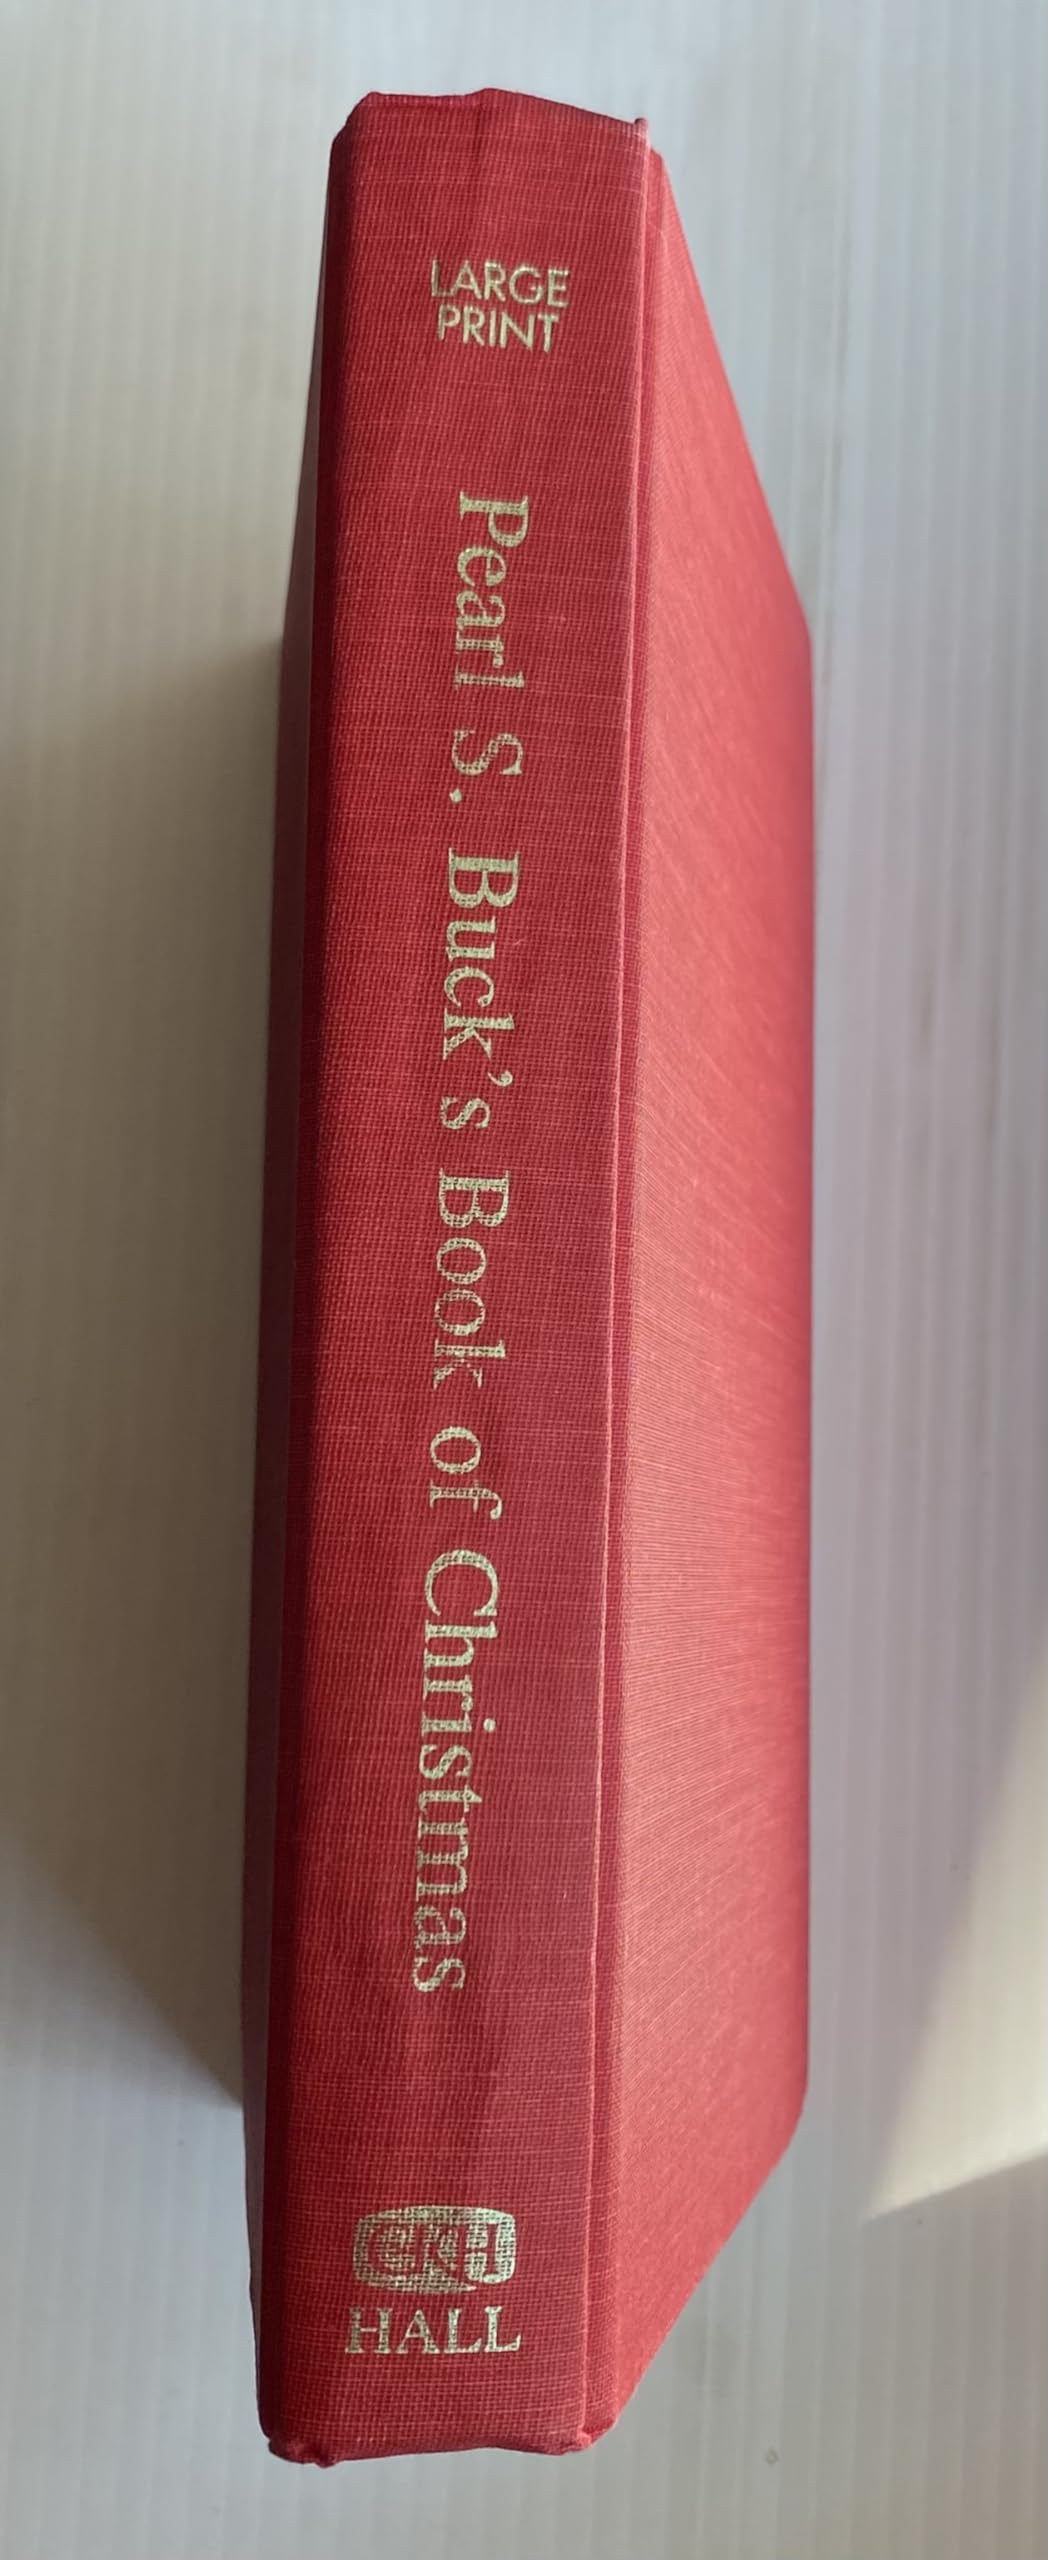 LARGE
PRINT
Pearl S. Buck's Book of Christmas
GKH
HALL